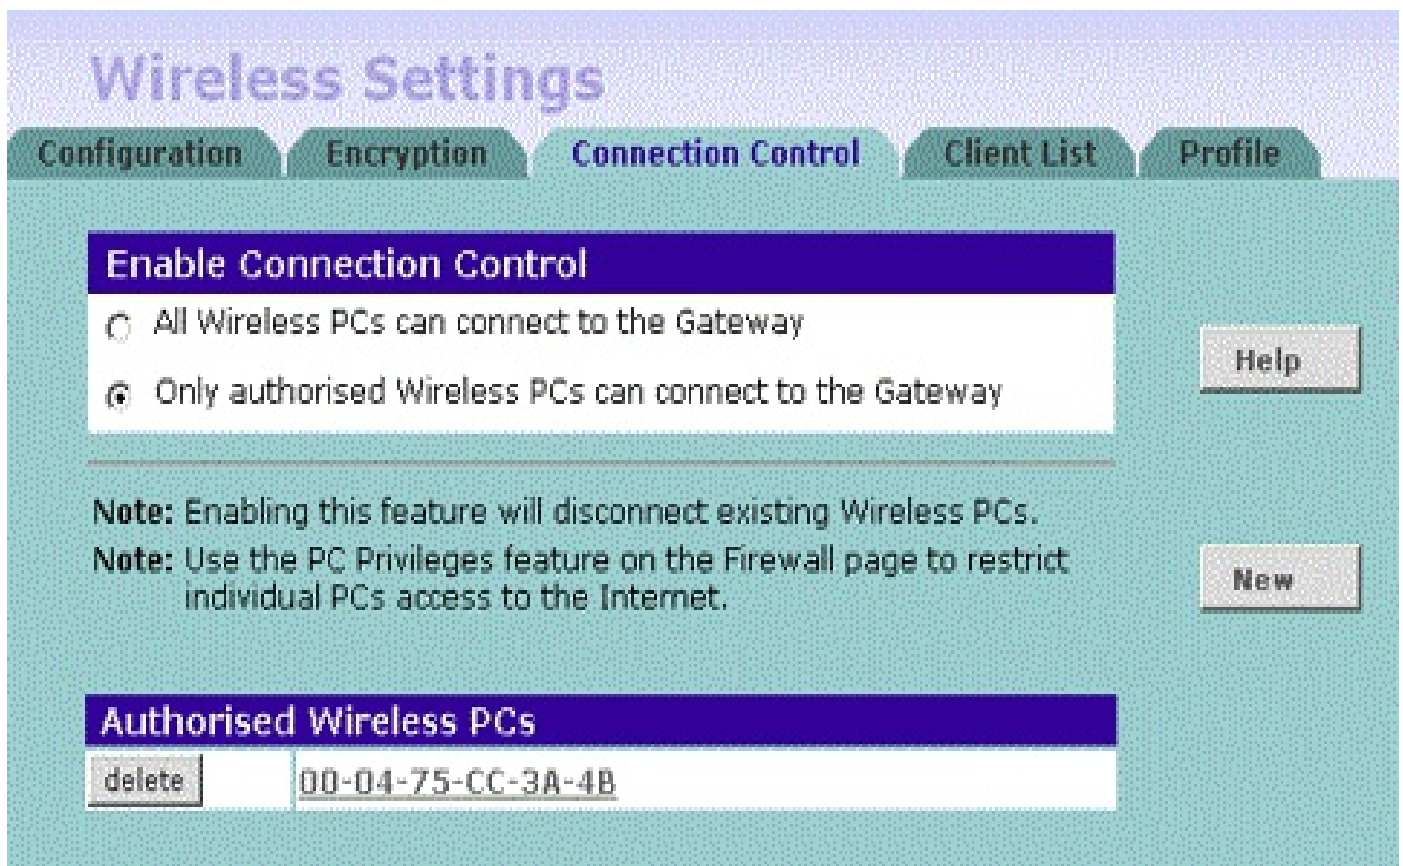 Wireless Settings
Configuration Encryption Connection Control Client List Profile
Enable Connection Control
All Wireless PCs can connect to the Gateway
Only authorised Wireless PCs can connect to the Gateway
Help
Note: Enabling this feature will disconnect existing Wireless PCs.
Note: Use the PC Privileges feature on the Firewall page to restrict
individual PCs access to the Internet.
New
Authorised Wireless PCs
delete 00-04-75-CC-3A-4B